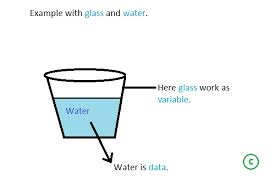 Example with glass and water.
Here glass work as
variable.
Water
Water is data.
C